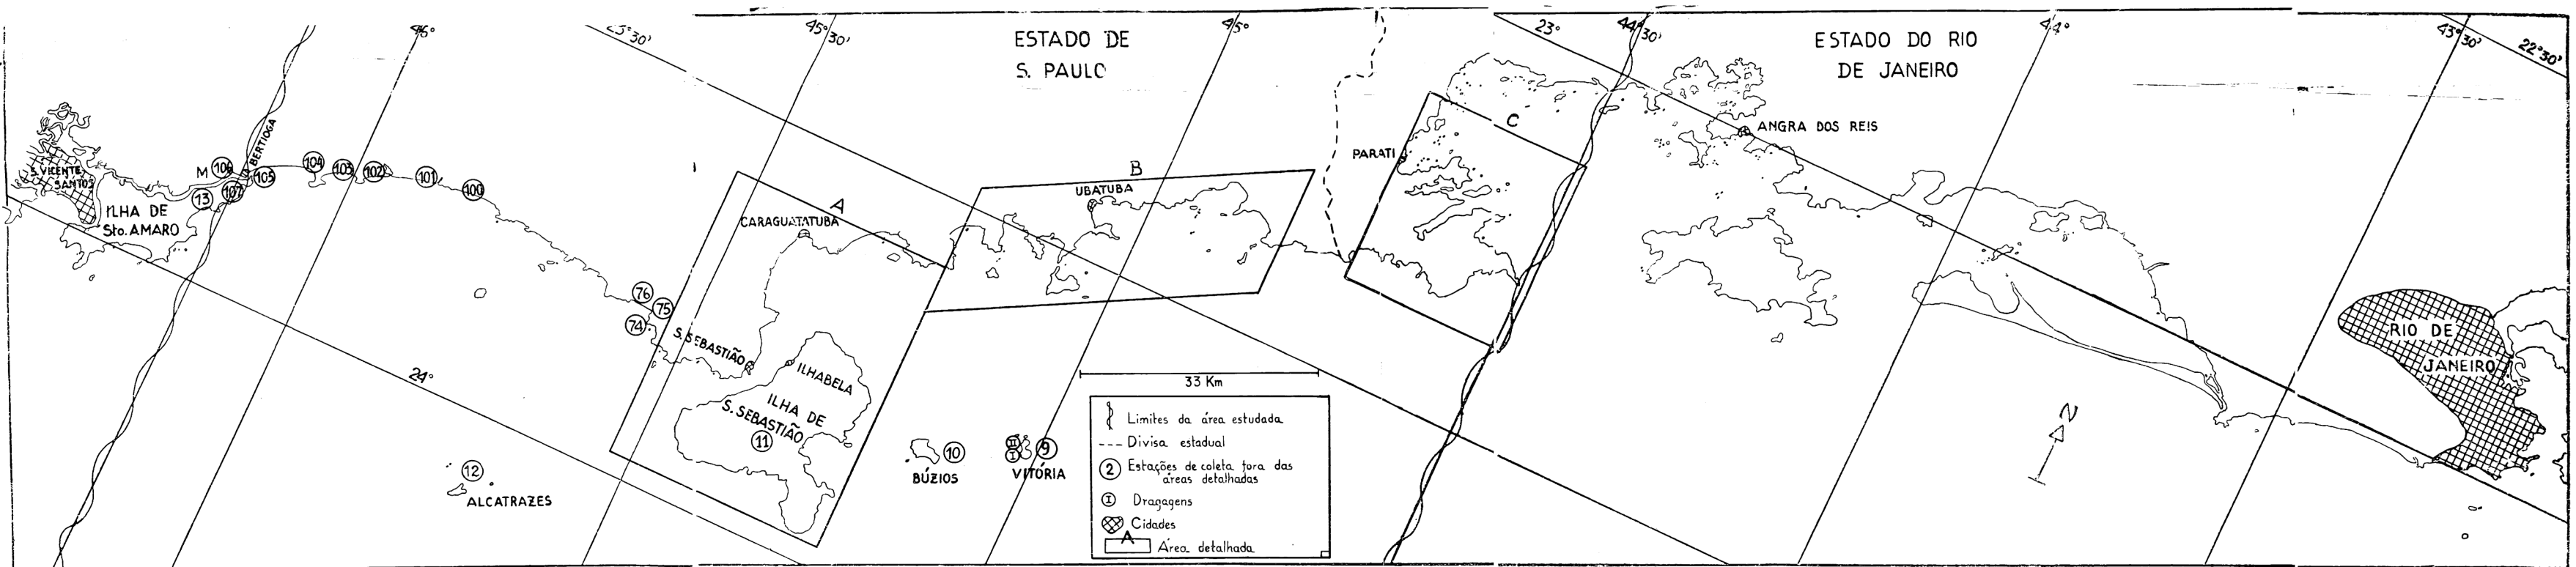 46°
23°30'
45°30'
ESTADO DE
S. PAULO
45°
23°
44°30'
ESTADO DO RIO
DE JANEIRO
44°
43°30'
22°30'
S. VICENTE
SANTOS
ILHA DE
Sto. AMARO
M
106
13
107
105
BERTIOGA
104
103
102
101
100
76
75
74
24°
12
ALCATRAZES
A
CARAGUATATUBA
S. SEBASTIÃO
ILHABELA
ILHA DE
S. SEBASTIÃO
11
B
UBATUBA
10
BÚZIOS
II
I
9
VITÓRIA
C
PARATI
ANGRA DOS REIS
RIO DE
JANEIRO
N
33 Km
Limites da área estudada
Divisa estadual
2 Estações de coleta fora das
áreas detalhadas
I Dragagens
Cidades
A Área detalhada